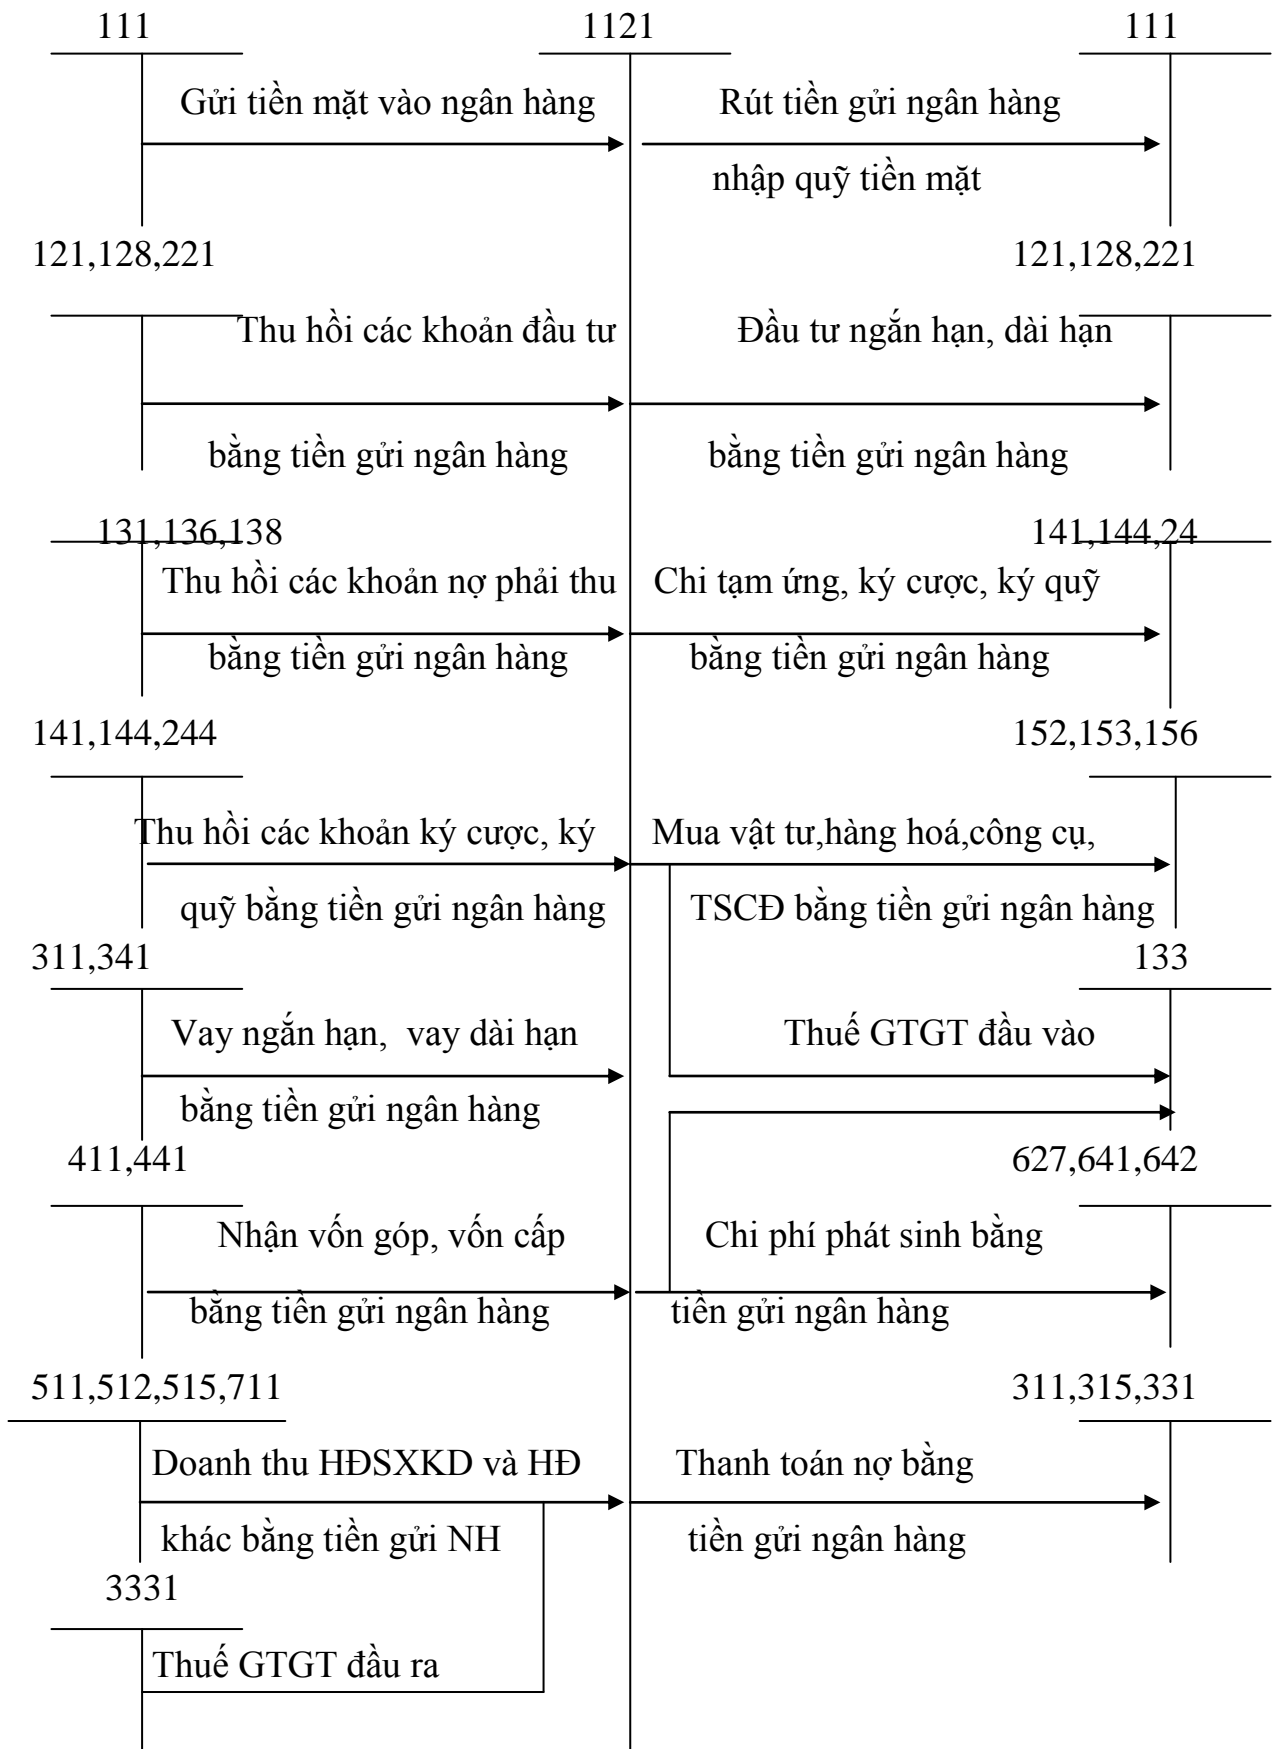 111 1121 111
Gửi tiền mặt vào ngân hàng Rút tiền gửi ngân hàng
nhập quỹ tiền mặt
121,128,221 121,128,221
Thu hồi các khoản đầu tư Đầu tư ngắn hạn, dài hạn
bằng tiền gửi ngân hàng bằng tiền gửi ngân hàng
131,136,138 141,144,24
Thu hồi các khoản nợ phải thu Chi tạm ứng, ký cược, ký quỹ
bằng tiền gửi ngân hàng bằng tiền gửi ngân hàng
141,144,244 152,153,156
Thu hồi các khoản ký cược, ký Mua vật tư,hàng hoá,công cụ,
quỹ bằng tiền gửi ngân hàng TSCĐ bằng tiền gửi ngân hàng
311,341 133
Vay ngắn hạn, vay dài hạn Thuế GTGT đầu vào
bằng tiền gửi ngân hàng
411,441 627,641,642
Nhận vốn góp, vốn cấp Chi phí phát sinh bằng
bằng tiền gửi ngân hàng tiền gửi ngân hàng
511,512,515,711 311,315,331
Doanh thu HĐSXKD và HĐ Thanh toán nợ bằng
khác bằng tiền gửi NH tiền gửi ngân hàng
3331
Thuế GTGT đầu ra